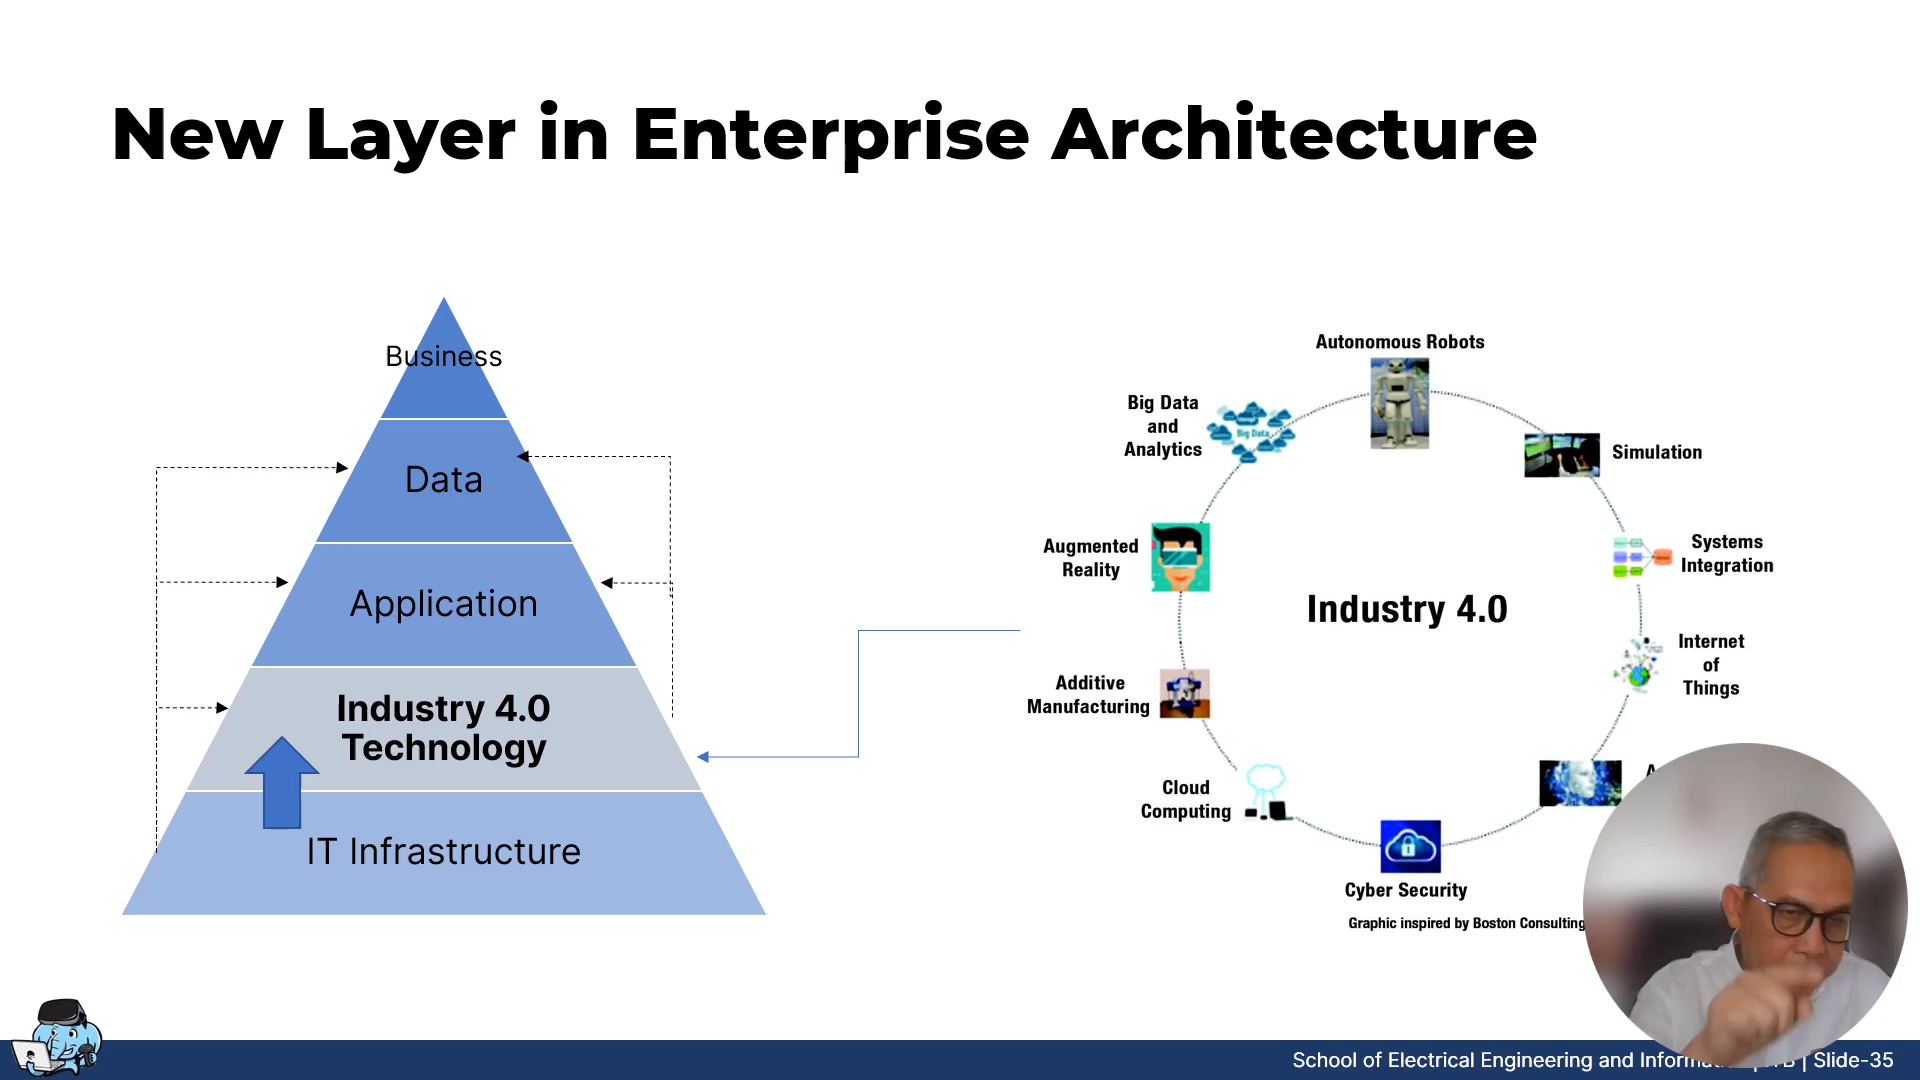 New Layer in Enterprise Architecture
Business
Data
Application
Industry 4.0
Technology
IT Infrastructure
Autonomous Robots
Big Data
and
Analytics
Big Data
Simulation
Augmented
Reality
Systems
Integration
Industry 4.0
Internet
of
Things
Additive
Manufacturing
Cloud
Computing
Cyber Security
Graphic inspired by Boston Consulting
School of Electrical Engineering and | Slide-35